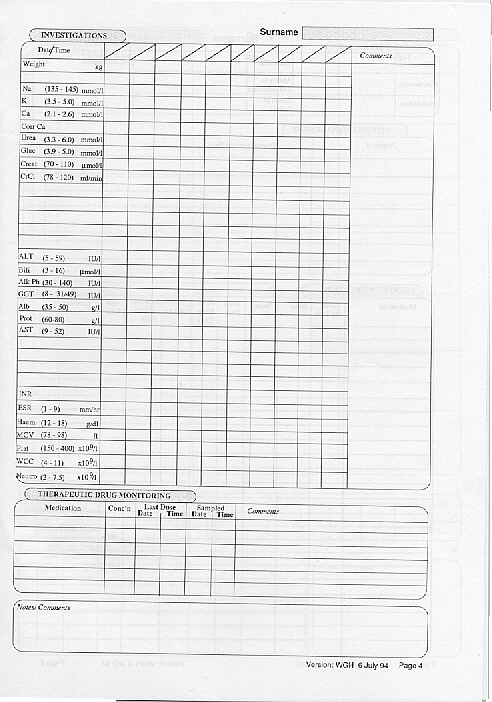 INVESTIGATIONS
Surname
Date/Time
Comments
Weight kg
Na (135 - 145) mmol/l
K (3.5 - 5.0) mmol/l
Ca (2.1 - 2.6) mmol/l
Corr Ca
Urea (3.3 - 6.0) mmol/l
Gluc (3.9 - 5.0) mmol/l
Creat (70 - 110) µmol/l
CrCl (78 - 120) ml/min
ALT (5 - 59) IU/l
Bili (3 - 16) µmol/l
Alk Ph (30 - 140) IU/l
GGT (8 - 31/49) IU/l
Alb (35 - 50) g/l
Prot (60-80) g/l
AST (9 - 52) IU/l
INR
ESR (1 - 9) mm/hr
Haem (12 - 18) g/dl
MCV (78 - 98) fl
Plat (150 - 400) x10⁹/l
WCC (4 - 11) x10⁹/l
Neutro (2 - 7.5) x10⁹/l
THERAPEUTIC DRUG MONITORING
Medication Conc'n Last Dose Sampled Comments
Date Time Date Time
Notes/ Comments
Version: WGH 6 July 94 Page 4